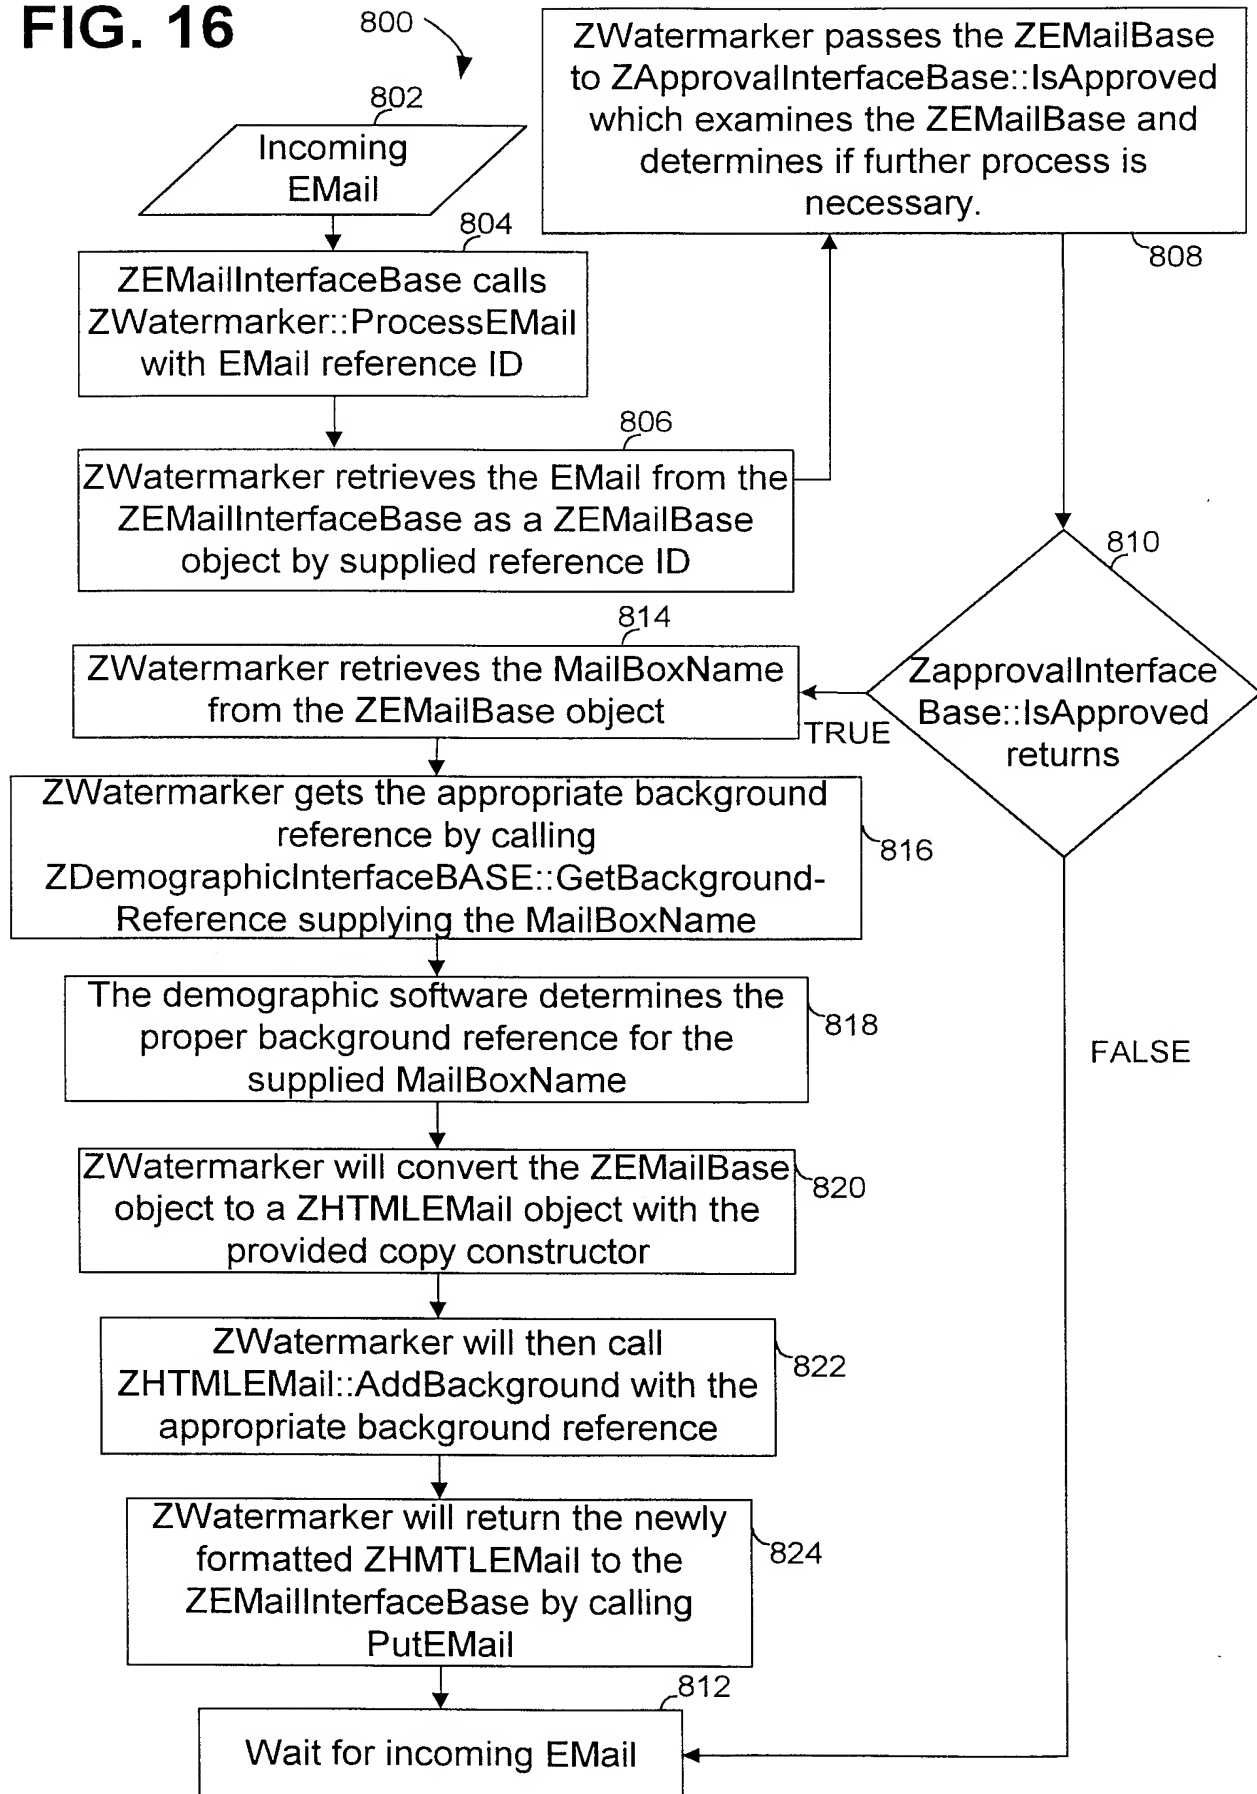 FIG. 16
800
802
Incoming
EMail
804
ZEMailInterfaceBase calls
ZWatermarker::ProcessEMail
with EMail reference ID
806
ZWatermarker retrieves the EMail from the
ZEMailInterfaceBase as a ZEMailBase
object by supplied reference ID
ZWatermarker passes the ZEMailBase
to ZApprovalInterfaceBase::IsApproved
which examines the ZEMailBase and
determines if further process is
necessary.
808
810
ZapprovalInterface
Base::IsApproved
returns
TRUE
FALSE
814
ZWatermarker retrieves the MailBoxName
from the ZEMailBase object
ZWatermarker gets the appropriate background
reference by calling
ZDemographicInterfaceBASE::GetBackground-
Reference supplying the MailBoxName
816
The demographic software determines the
proper background reference for the
supplied MailBoxName
818
ZWatermarker will convert the ZEMailBase
object to a ZHTMLEMail object with the
provided copy constructor
820
ZWatermarker will then call
ZHTMLEMail::AddBackground with the
appropriate background reference
822
ZWatermarker will return the newly
formatted ZHMTLEMail to the
ZEMailInterfaceBase by calling
PutEMail
824
812
Wait for incoming EMail